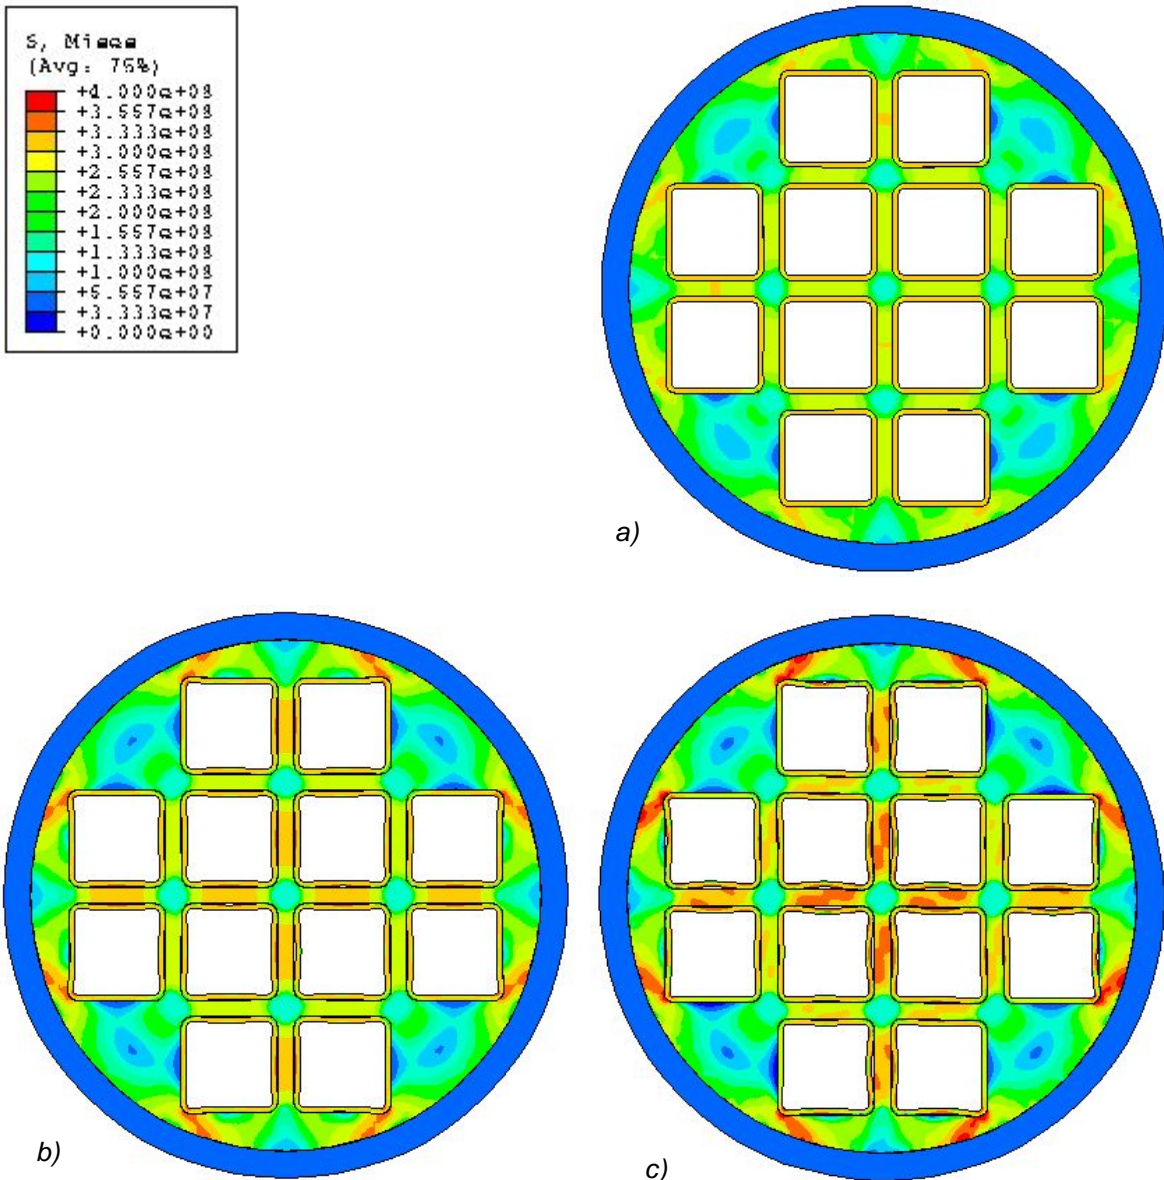 S, Mises
(Avg: 75%)
+4.000e+08
+3.667e+08
+3.333e+08
+3.000e+08
+2.667e+08
+2.333e+08
+2.000e+08
+1.667e+08
+1.333e+08
+1.000e+08
+6.667e+07
+3.333e+07
+0.000e+00
a)
b)
c)